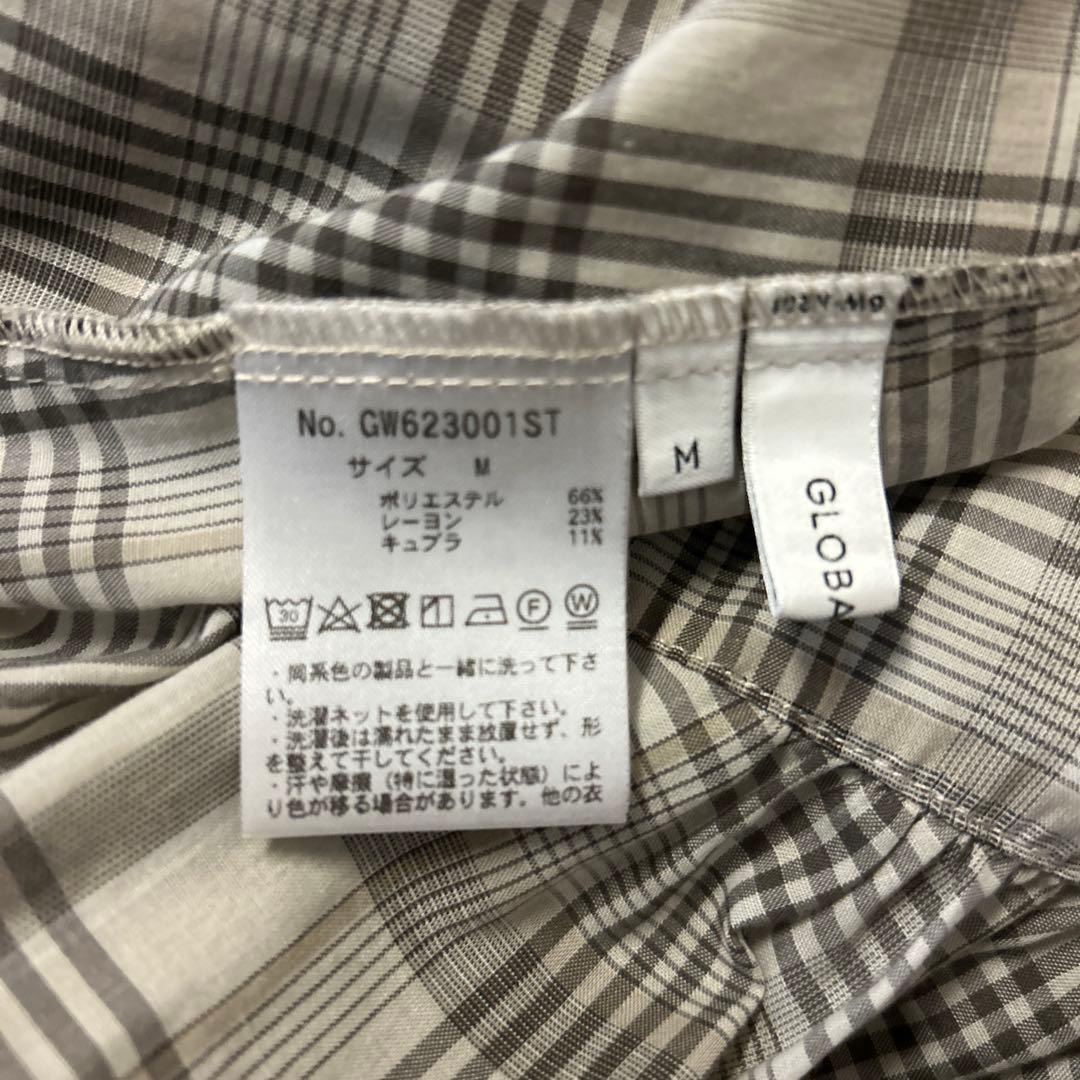 No. GW623001ST
サイズ M
ポリエステル 66%
レーヨン 23%
キュプラ 11%
30
F
W
・同系色の製品と一緒に洗って下さ
い。
・洗濯ネットを使用して下さい。
・洗濯後は濡れたまま放置せず、形
を整えて干してください。
・汗や摩擦（特に湿った状態）によ
り色が移る場合があります。他の衣
M
GLOBA